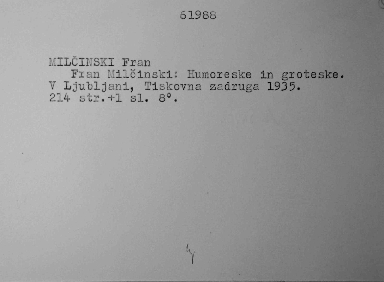 61988
MILČINSKI Fran
Fran Milčinski: Humoreske in groteske.
V Ljubljani, Tiskovna zadruga 1935.
214 str.+1 sl. 8°.